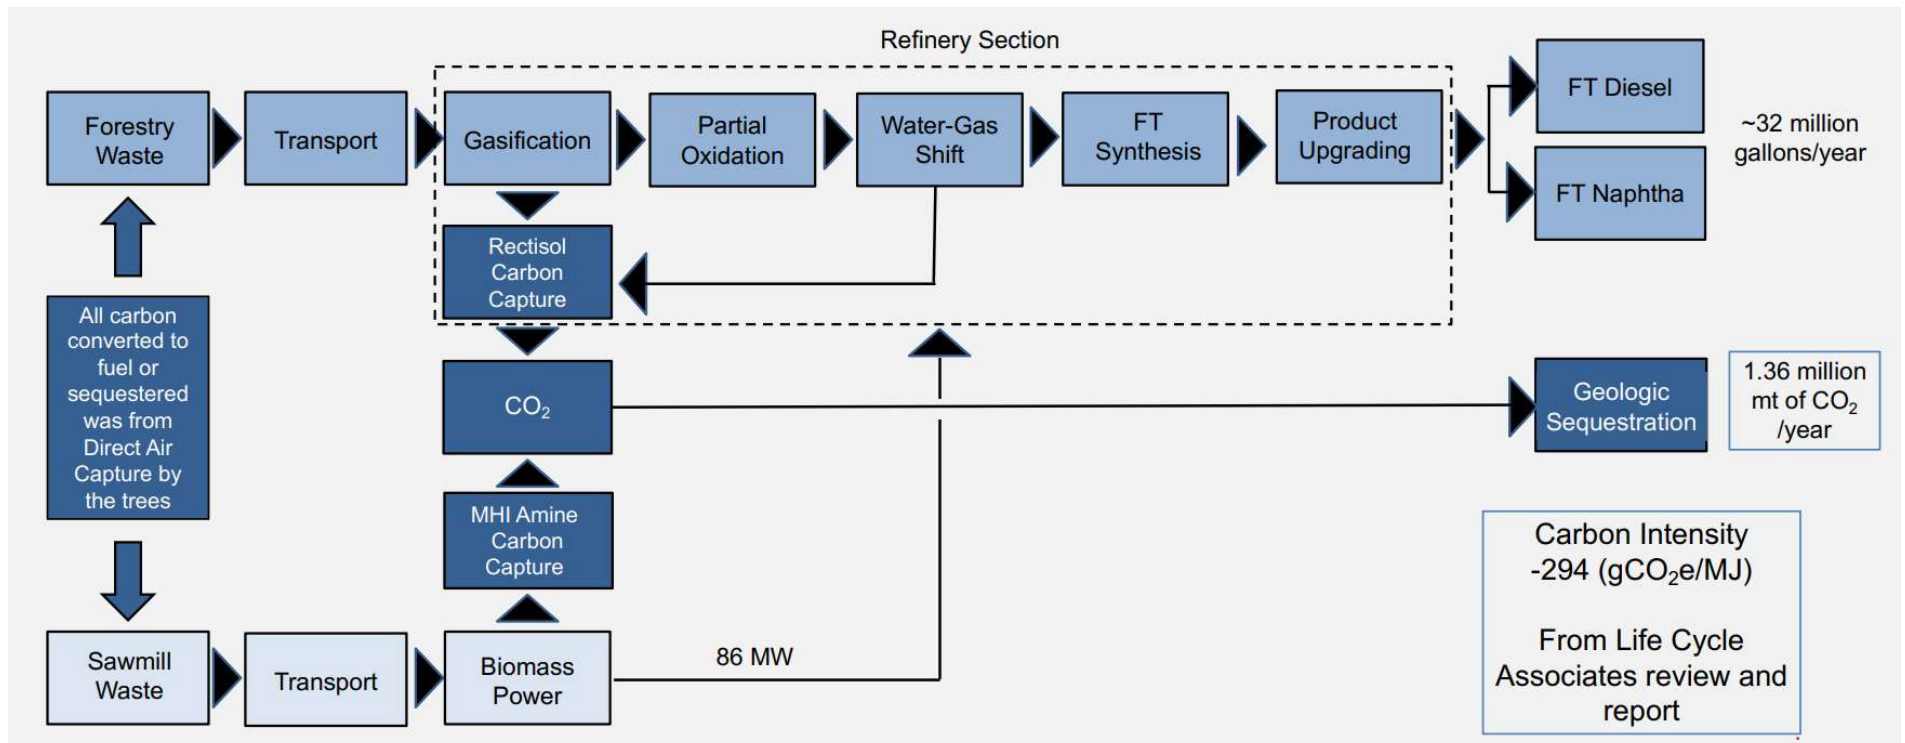 Refinery Section
Forestry
Waste
Transport
Gasification
Partial
Oxidation
Water-Gas
Shift
FT
Synthesis
Product
Upgrading
FT Diesel
FT Naphtha
~32 million
gallons/year
Rectisol
Carbon
Capture
All carbon
converted to
fuel or
sequestered
was from
Direct Air
Capture by
the trees
CO₂
Geologic
Sequestration
1.36 million
mt of CO₂
/year
MHI Amine
Carbon
Capture
Sawmill
Waste
Transport
Biomass
Power
86 MW
Carbon Intensity
-294 (gCO₂e/MJ)
From Life Cycle
Associates review and
report